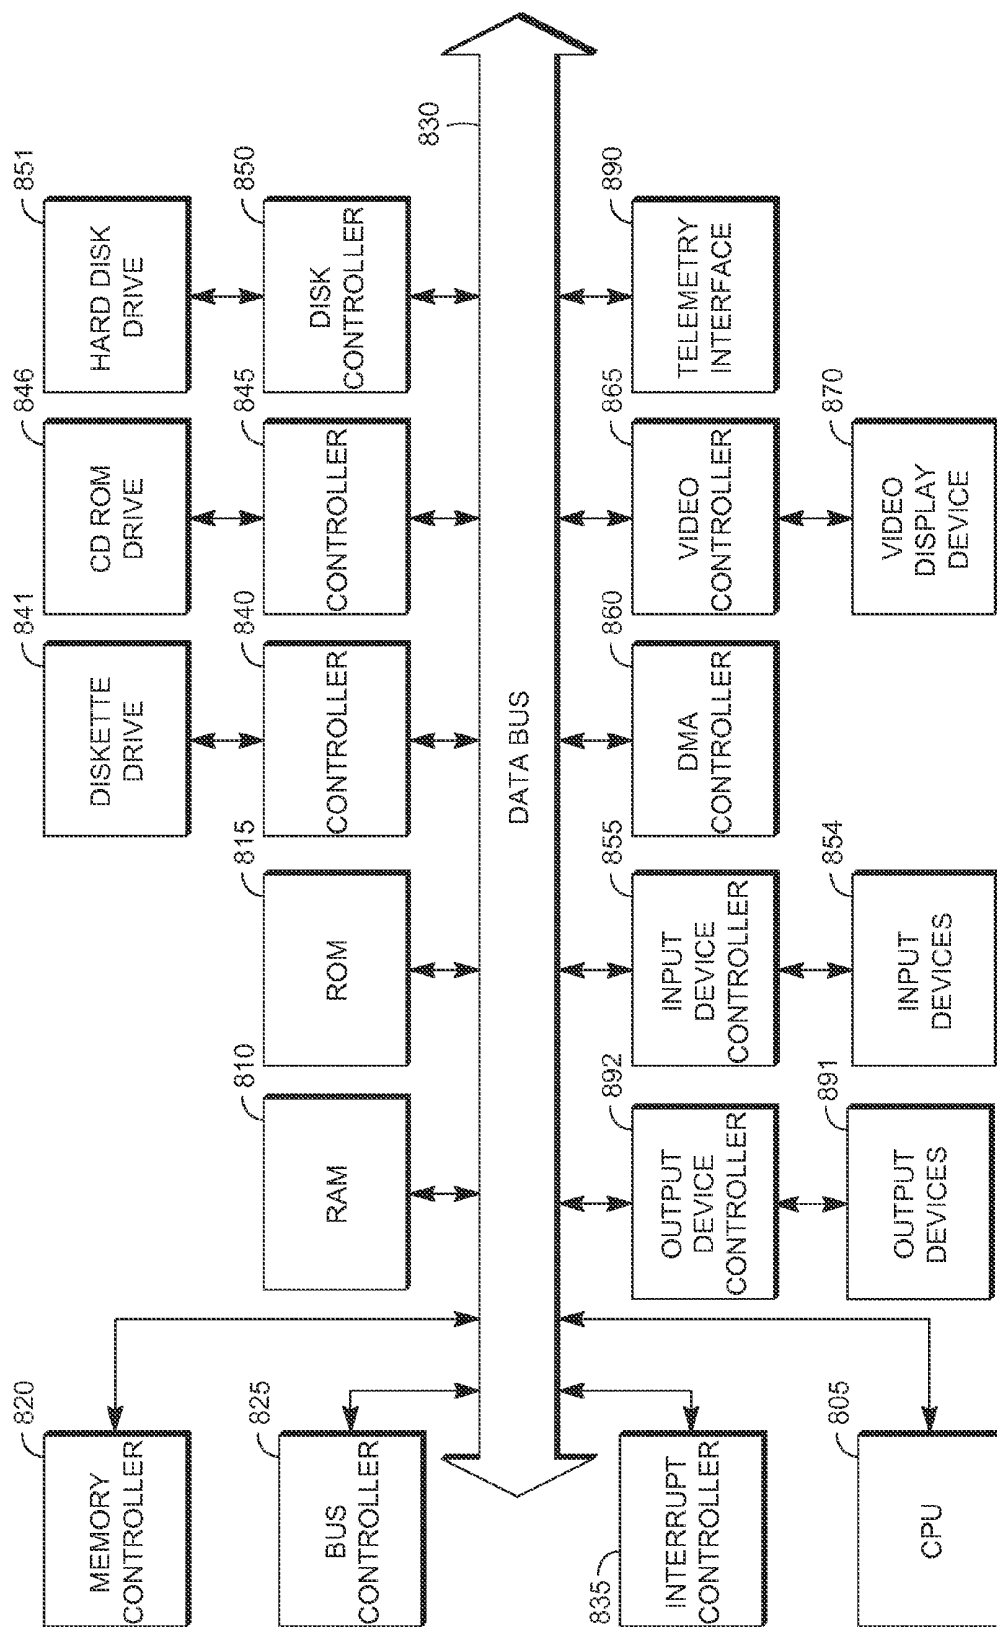 820
MEMORY
CONTROLLER
841
DISKETTE
DRIVE
846
CD ROM
DRIVE
851
HARD DISK
DRIVE
825
BUS
CONTROLLER
810
RAM
815
ROM
840
CONTROLLER
845
CONTROLLER
850
DISK
CONTROLLER
830
DATA BUS
835
INTERRUPT
CONTROLLER
892
OUTPUT
DEVICE
CONTROLLER
855
INPUT
DEVICE
CONTROLLER
860
DMA
CONTROLLER
865
VIDEO
CONTROLLER
890
TELEMETRY
INTERFACE
805
CPU
891
OUTPUT
DEVICES
854
INPUT
DEVICES
870
VIDEO
DISPLAY
DEVICE